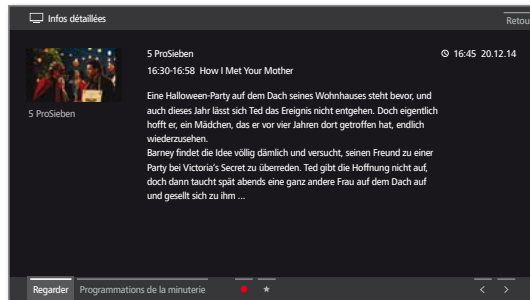 Infos détaillées
Retou
5 ProSieben
16:45 20.12.14
16:30-16:58 How I Met Your Mother
5 ProSieben
Eine Halloween-Party auf dem Dach seines Wohnhauses steht bevor, und
auch dieses Jahr lässt sich Ted das Ereignis nicht entgehen. Doch eigentlich
hofft er, ein Mädchen, das er vor vier Jahren dort getroffen hat, endlich
wiederzusehen.
Barney findet die Idee völlig dämlich und versucht, seinen Freund zu einer
Party bei Victoria's Secret zu überreden. Ted gibt die Hoffnung nicht auf,
doch dann taucht spät abends eine ganz andere Frau auf dem Dach auf
und gesellt sich zu ihm ...
Regarder Programmations de la minuterie ● ★ < >